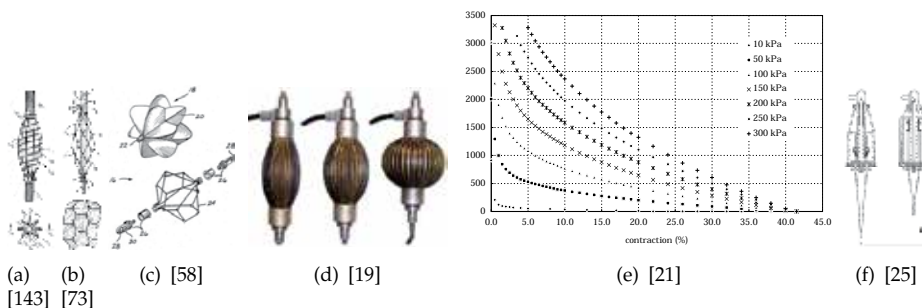 3500
3000
2500
2000
1500
1000
500
0
0.0 5.0 10.0 15.0 20.0 25.0 30.0 35.0 40.0 45.0
contraction (%)
10 kPa
50 kPa
100 kPa
150 kPa
200 kPa
250 kPa
300 kPa
(a) (b) (c) [58] (d) [19] (e) [21] (f) [25]
[143] [73]